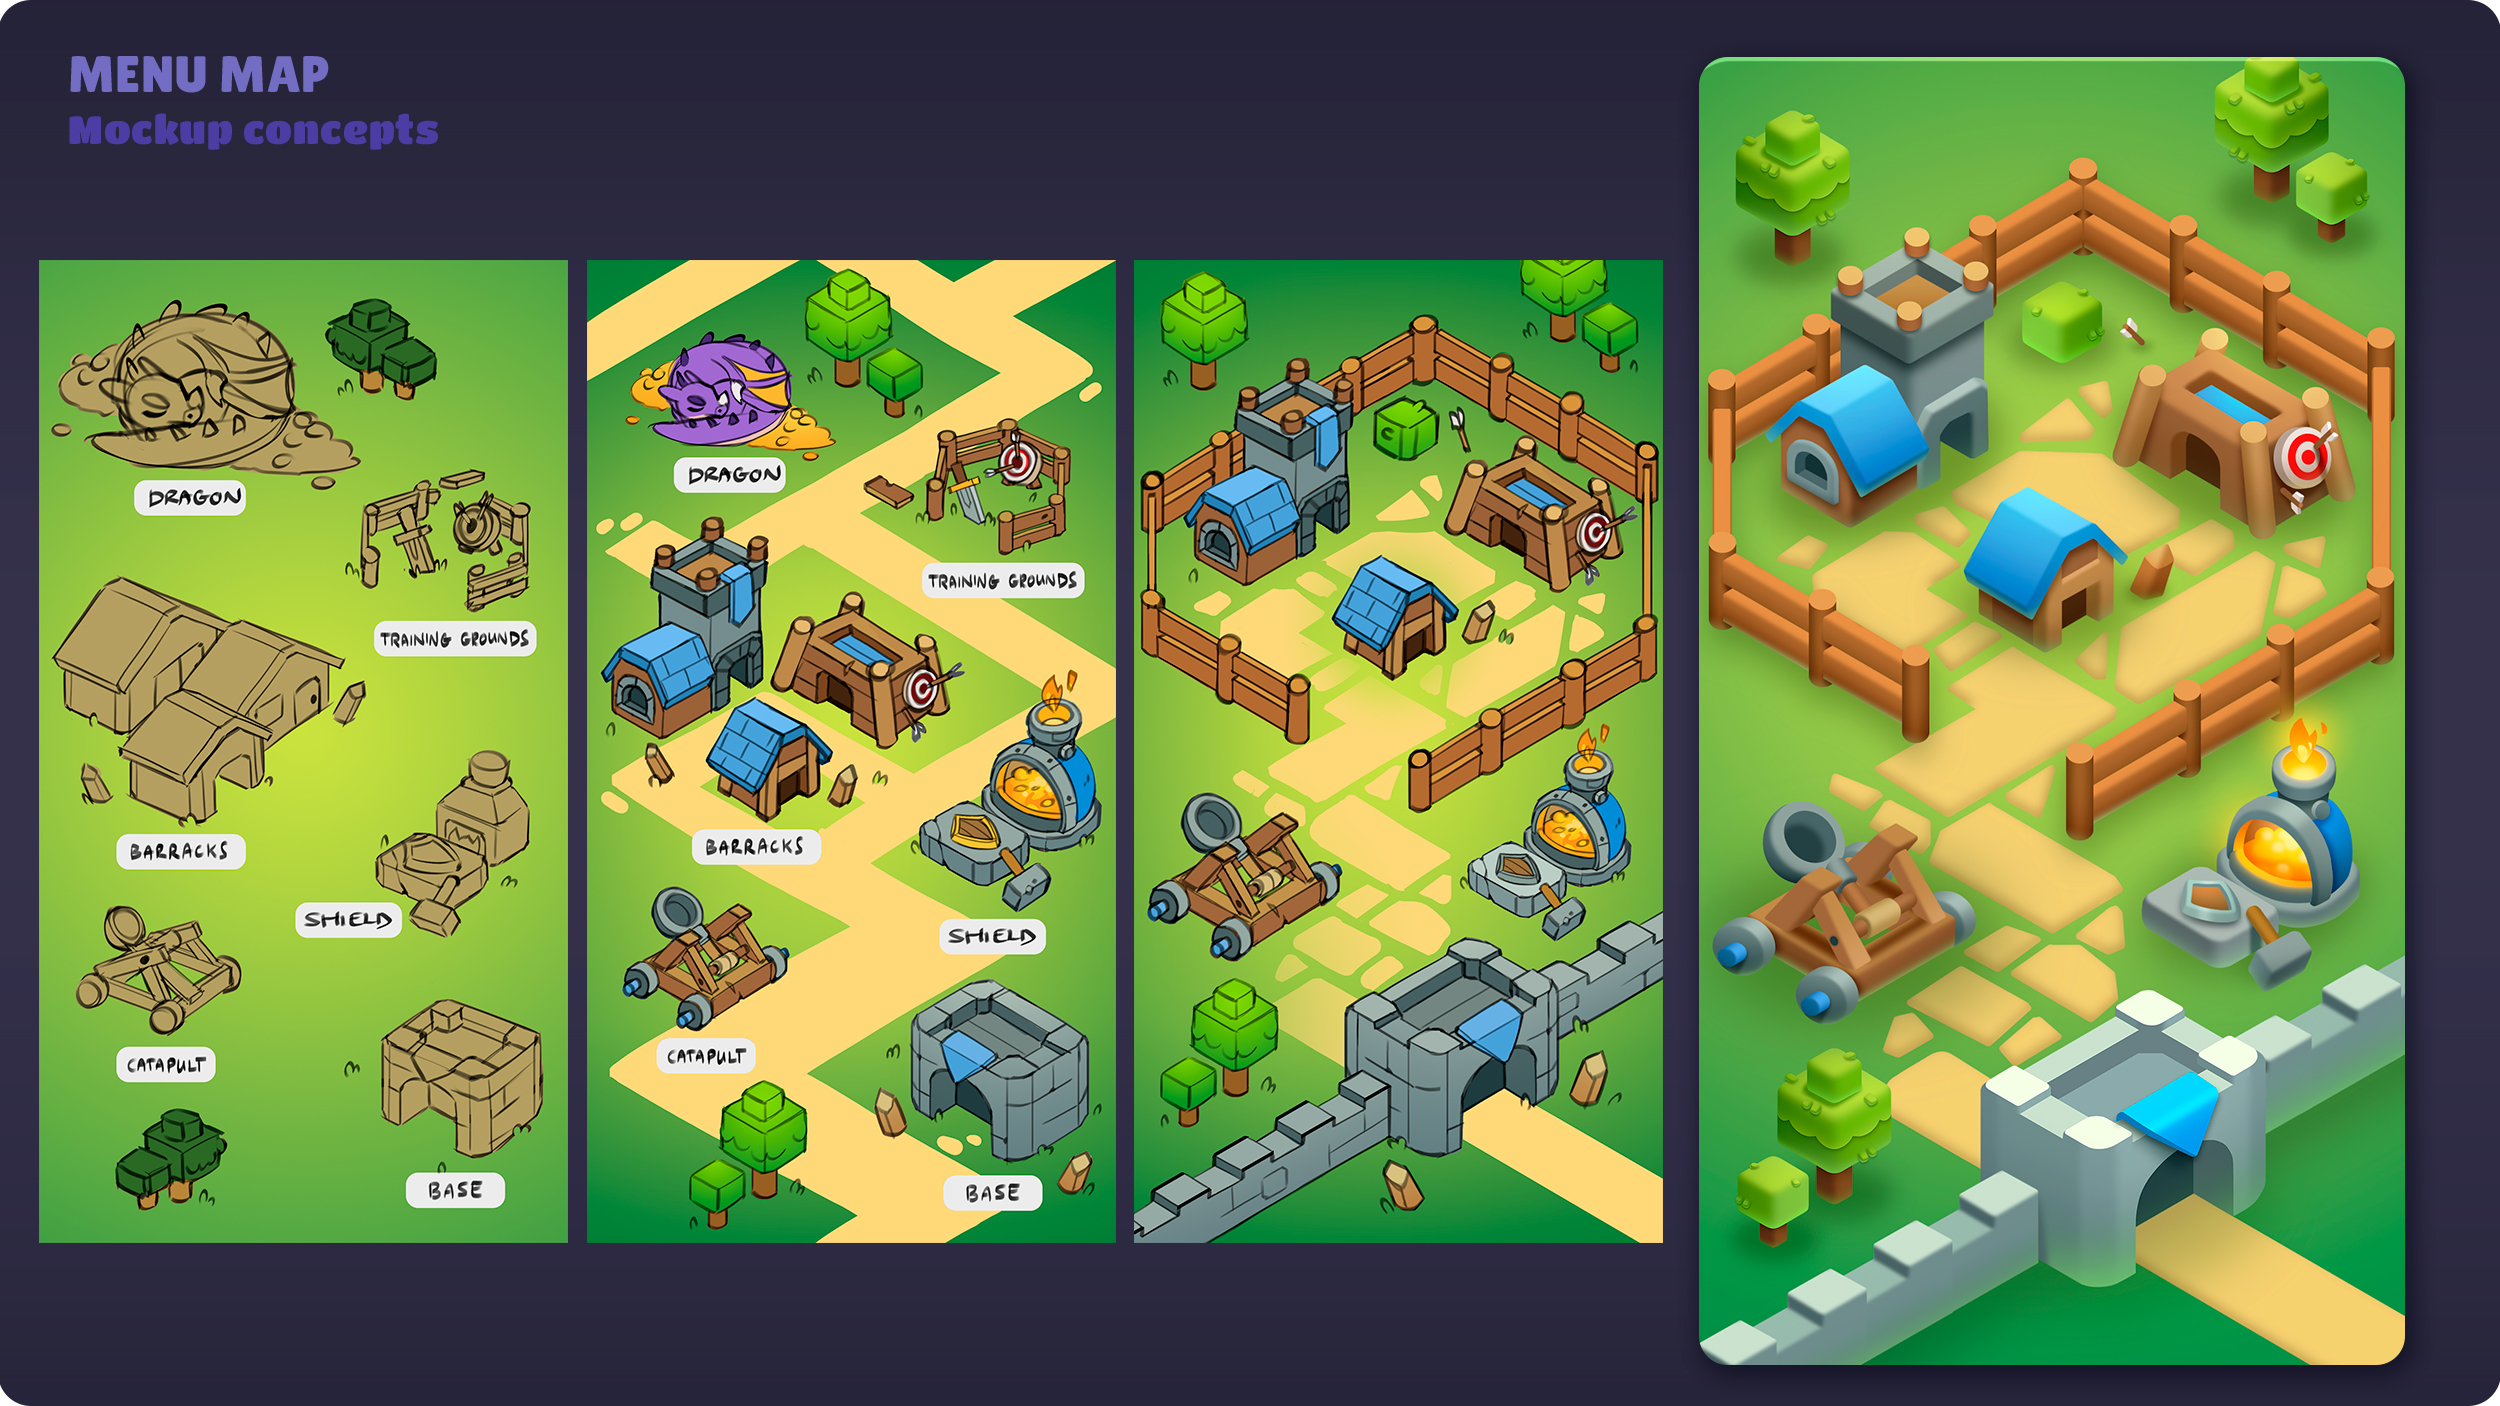 MENU MAP
Mockup concepts
DRAGON
TRAINING GROUNDS
BARRACKS
SHIELD
CATAPULT
BASE
DRAGON
TRAINING GROUNDS
BARRACKS
SHIELD
CATAPULT
BASE